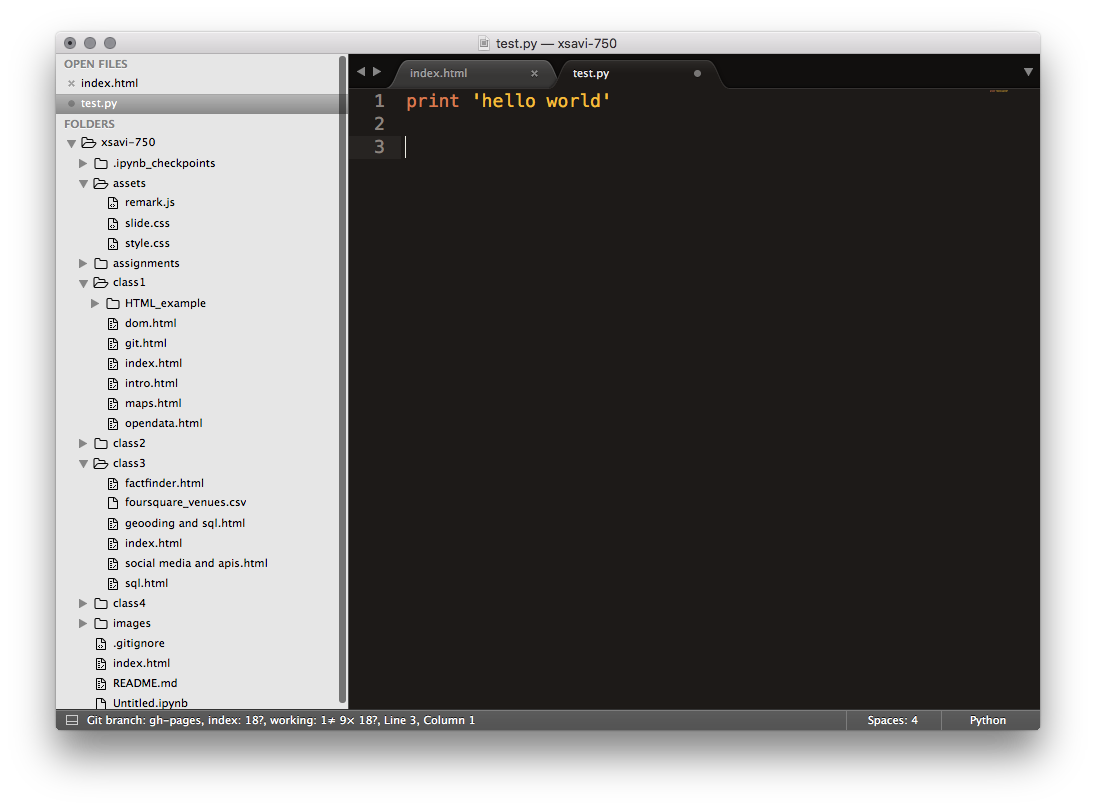 test.py — xsavi-750
OPEN FILES
index.html
test.py
FOLDERS
xsavi-750
.ipynb_checkpoints
assets
remark.js
slide.css
style.css
assignments
class1
HTML_example
dom.html
git.html
index.html
intro.html
maps.html
opendata.html
class2
class3
factfinder.html
foursquare_venues.csv
geooding and sql.html
index.html
social media and apis.html
sql.html
class4
images
.gitignore
index.html
README.md
Untitled.ipynb
index.html test.py
1 print 'hello world'
2
3
Git branch: gh-pages, index: 18?, working: 1≠ 9× 18?, Line 3, Column 1 Spaces: 4 Python